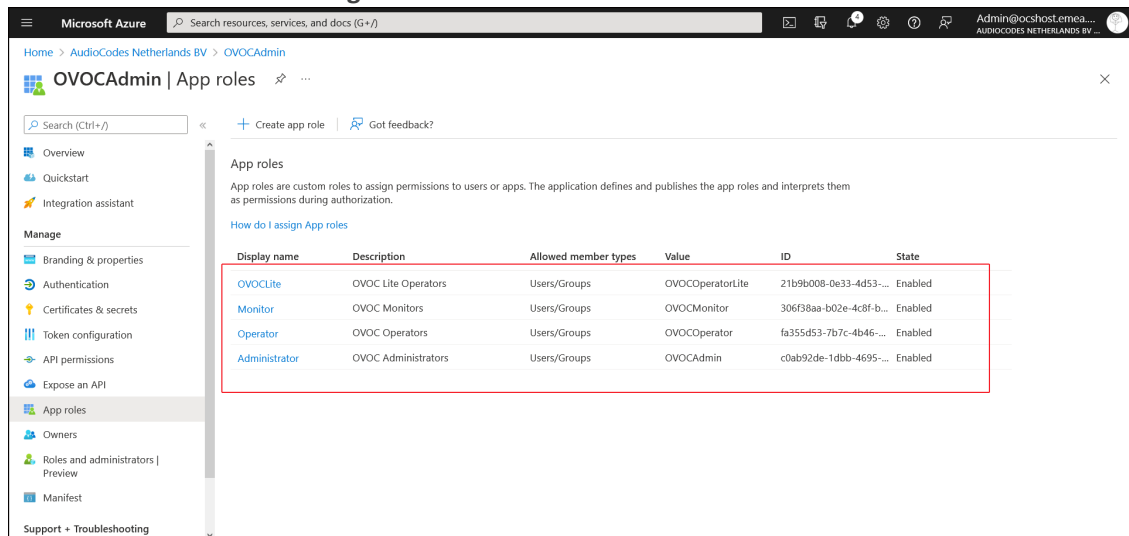 Microsoft Azure
Search resources, services, and docs (G+/)
4
Admin@ocshost.emea....
AUDIOCODES NETHERLANDS BV ...
Home > AudioCodes Netherlands BV > OVOCAdmin
OVOCAdmin | App roles
Search (Ctrl+/)
+ Create app role
Got feedback?
Overview
Quickstart
Integration assistant
Manage
Branding & properties
Authentication
Certificates & secrets
Token configuration
API permissions
Expose an API
App roles
Owners
Roles and administrators |
Preview
Manifest
Support + Troubleshooting
App roles
App roles are custom roles to assign permissions to users or apps. The application defines and publishes the app roles and interprets them
as permissions during authorization.
How do I assign App roles
Display name Description Allowed member types Value ID State
OVOCLite OVOC Lite Operators Users/Groups OVOCOperatorLite 21b9b008-0e33-4d53-... Enabled
Monitor OVOC Monitors Users/Groups OVOCMonitor 306f38aa-b02e-4c8f-b... Enabled
Operator OVOC Operators Users/Groups OVOCOperator fa355d53-7b7c-4b46-... Enabled
Administrator OVOC Administrators Users/Groups OVOCAdmin c0ab92de-1dbb-4695-... Enabled